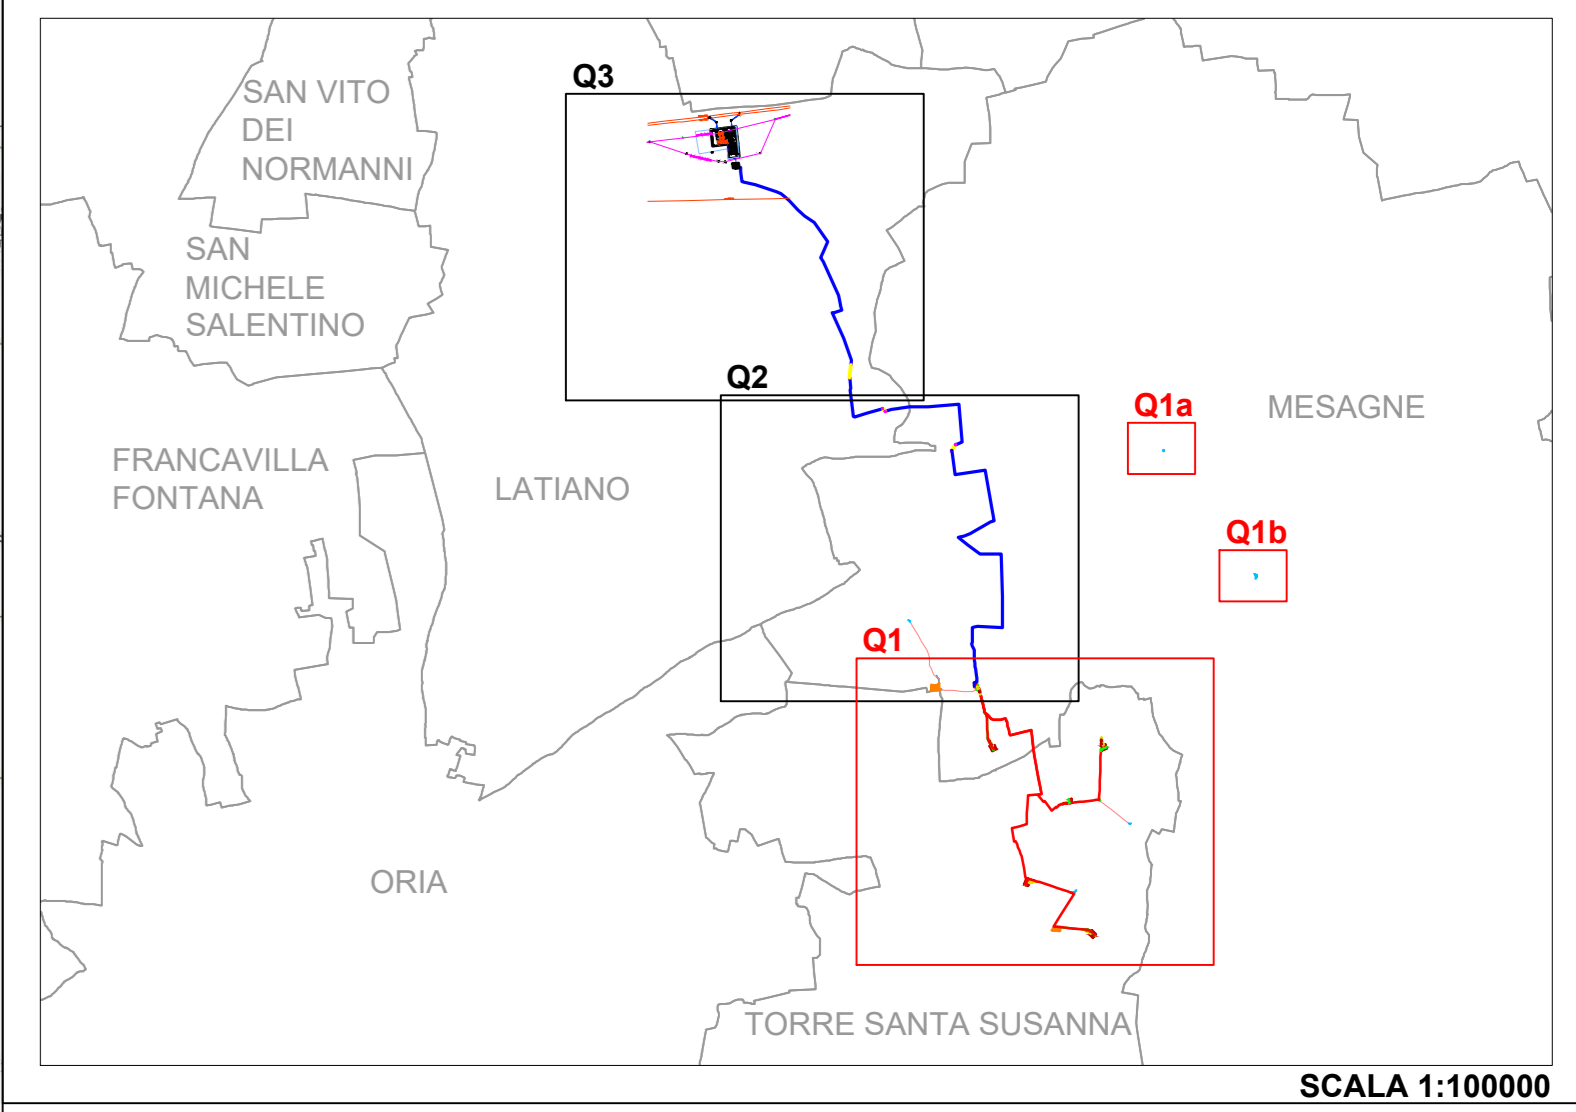 Q3
SAN VITO
DEI
NORMANNI
SAN
MICHELE
SALENTINO
Q2
Q1a
MESAGNE
FRANCAVILLA
FONTANA
LATIANO
Q1b
Q1
ORIA
TORRE SANTA SUSANNA
SCALA 1:100000